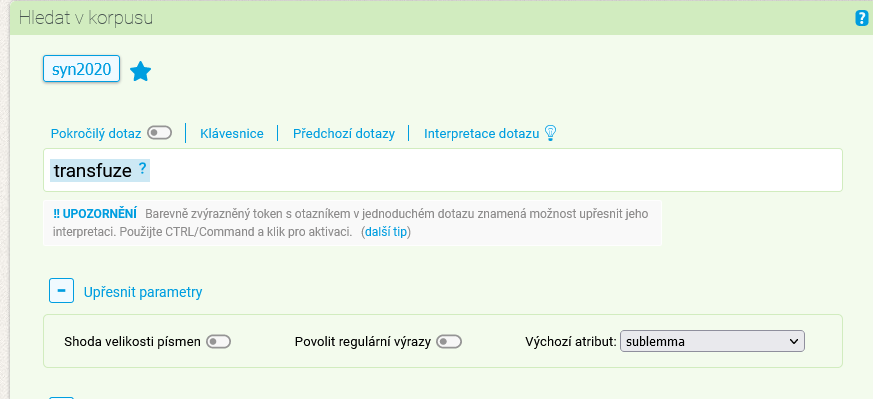 Hledat v korpusu
?
syn2020
Pokročilý dotaz | Klávesnice | Předchozí dotazy | Interpretace dotazu
transfuze ?
!! UPOZORNĚNÍ Barevně zvýrazněný token s otazníkem v jednoduchém dotazu znamená možnost upřesnit jeho
interpretaci. Použijte CTRL/Command a klik pro aktivaci. (další tip)
− Upřesnit parametry
Shoda velikosti písmen Povolit regulární výrazy Výchozí atribut: sublemma